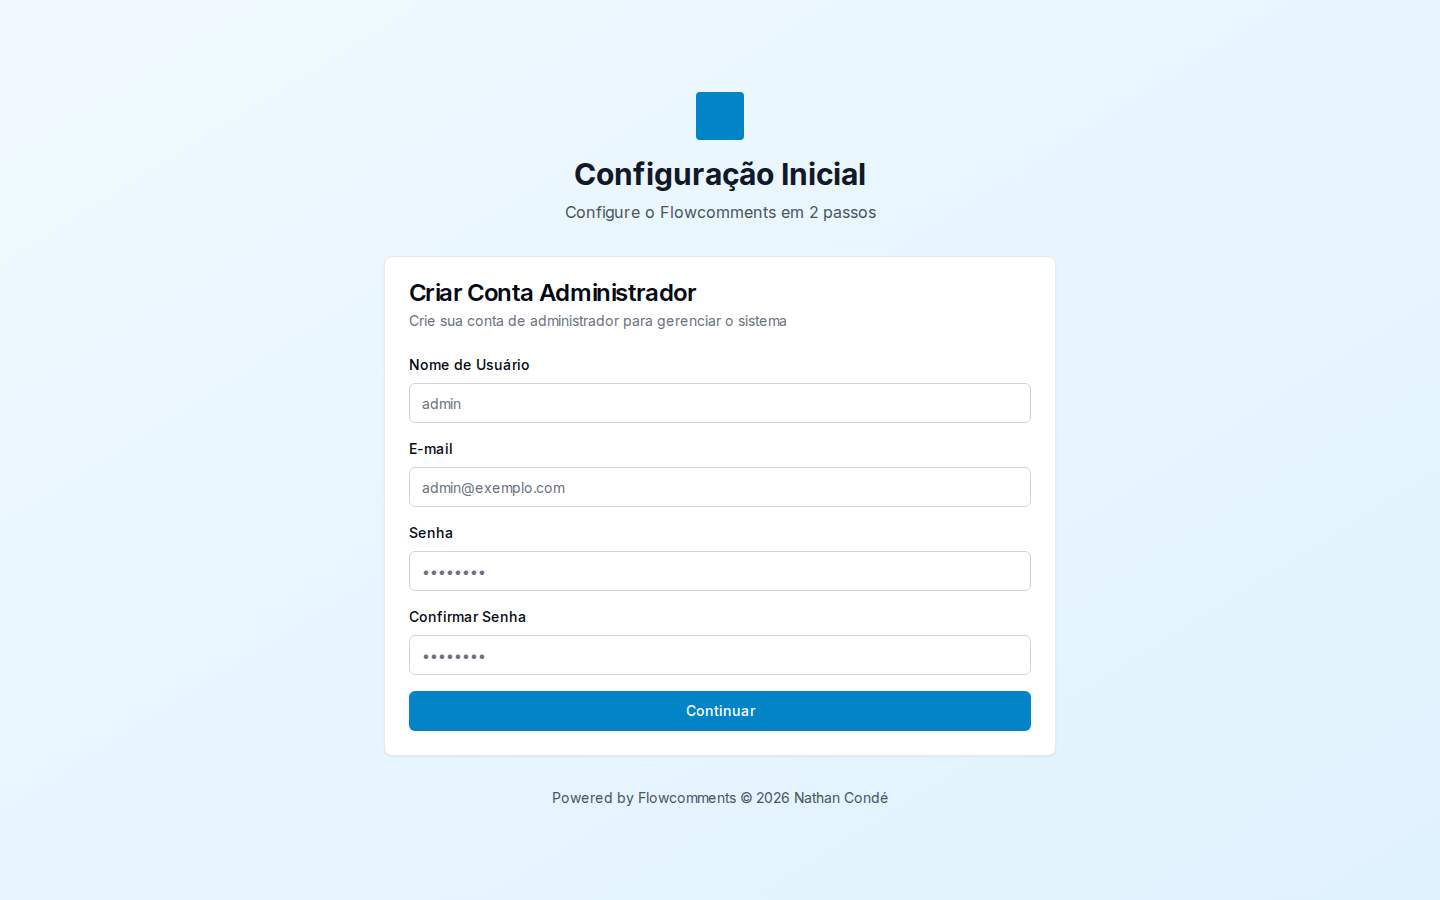 Configuração Inicial
Configure o Flowcomments em 2 passos
Criar Conta Administrador
Crie sua conta de administrador para gerenciar o sistema
Nome de Usuário
admin
E-mail
admin@exemplo.com
Senha
••••••••
Confirmar Senha
••••••••
Continuar
Powered by Flowcomments © 2026 Nathan Condé